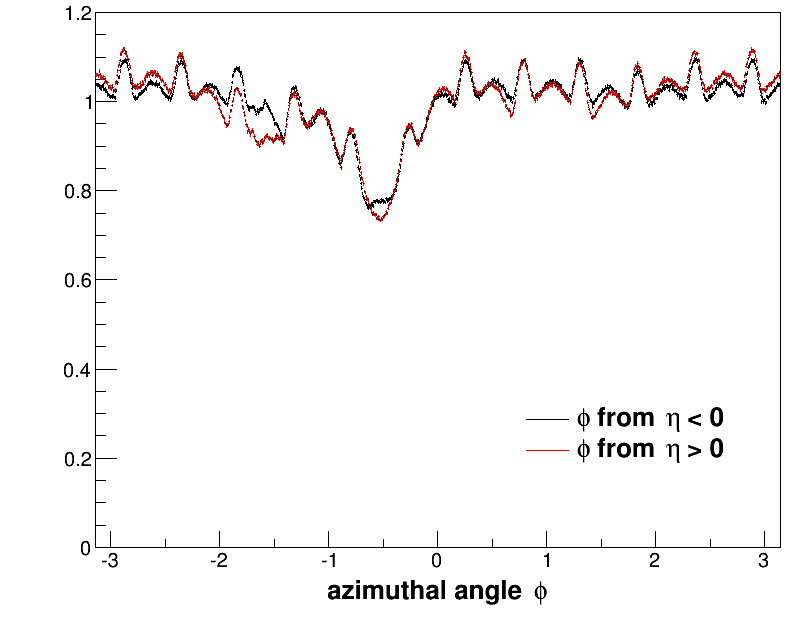 1.2
1
0.8
0.6
0.4
0.2
0
ϕ from η < 0
ϕ from η > 0
-3 -2 -1 0 1 2 3
azimuthal angle ϕ